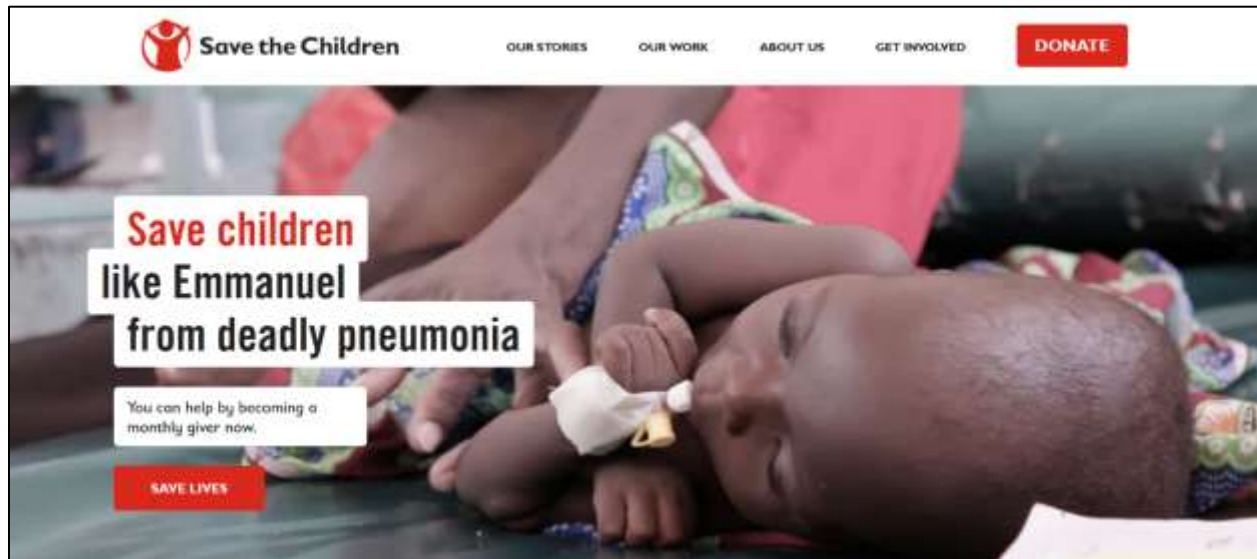 Save the Children
OUR STORIES
OUR WORK
ABOUT US
GET INVOLVED
DONATE
Save children
like Emmanuel
from deadly pneumonia
You can help by becoming a
monthly giver now.
SAVE LIVES